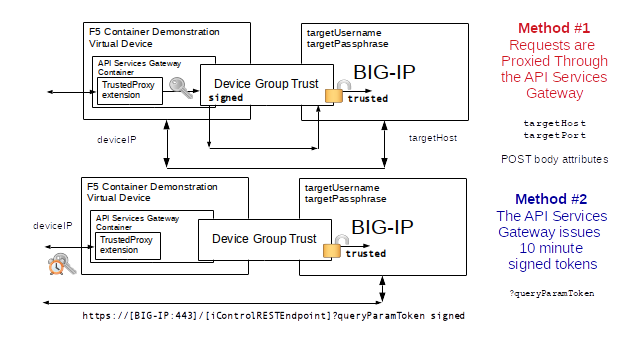 F5 Container Demonstration
Virtual Device
API Services Gateway
Container
TrustedProxy
extension
Device Group Trust
signed
targetUsername
targetPassphrase
BIG-IP
trusted
deviceIP
targetHost
Method #1
Requests are
Proxied Through
the API Services
Gateway
targetHost
targetPort
POST body attributes
F5 Container Demonstration
Virtual Device
API Services Gateway
Container
TrustedProxy
extension
Device Group Trust
targetUsername
targetPassphrase
BIG-IP
trusted
deviceIP
Method #2
The API Services
Gateway issues
10 minute
signed tokens
?queryParamToken
https://[BIG-IP:443]/[iControlRESTEndpoint]?queryParamToken signed